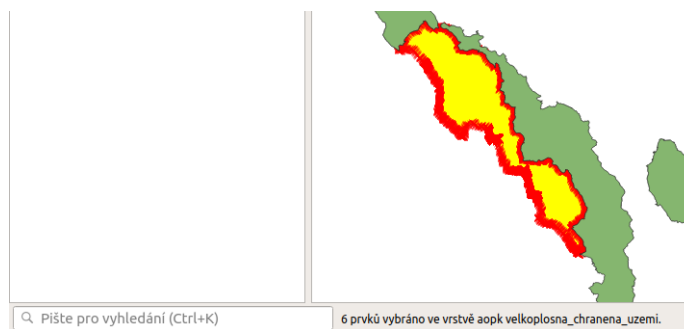 Pište pro vyhledání (Ctrl+K)
6 prvků vybráno ve vrstvě aopk velkoplosna_chranena_uzemi.